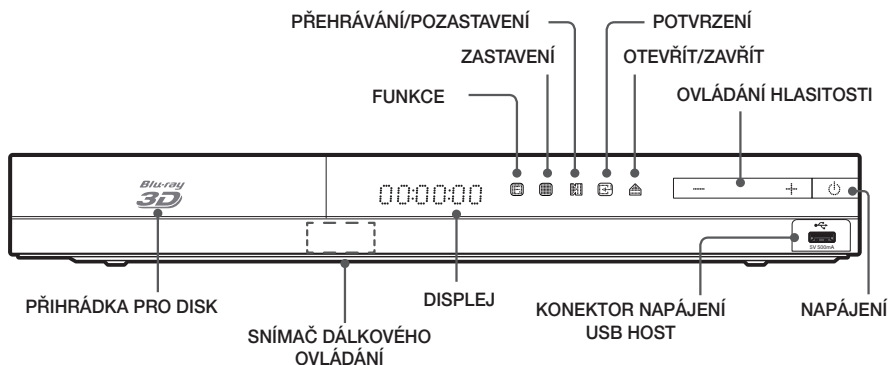 PŘEHRÁVÁNÍ/POZASTAVENÍ
POTVRZENÍ
ZASTAVENÍ
OTEVŘÍT/ZAVŘÍT
FUNKCE
OVLÁDÁNÍ HLASITOSTI
Blu-ray
3D
00:00:00
5V 500mA
PŘIHRÁDKA PRO DISK
SNÍMAČ DÁLKOVÉHO
OVLÁDÁNÍ
DISPLEJ
KONEKTOR NAPÁJENÍ
USB HOST
NAPÁJENÍ